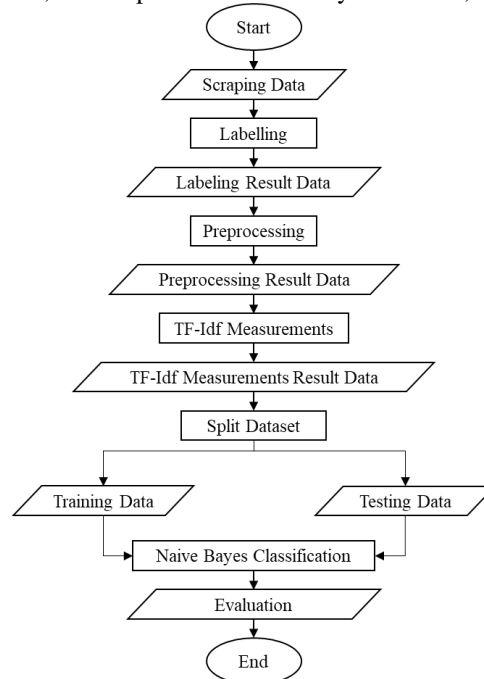 Start
Scraping Data
Labelling
Labeling Result Data
Preprocessing
Preprocessing Result Data
TF-Idf Measurements
TF-Idf Measurements Result Data
Split Dataset
Training Data
Testing Data
Naive Bayes Classification
Evaluation
End